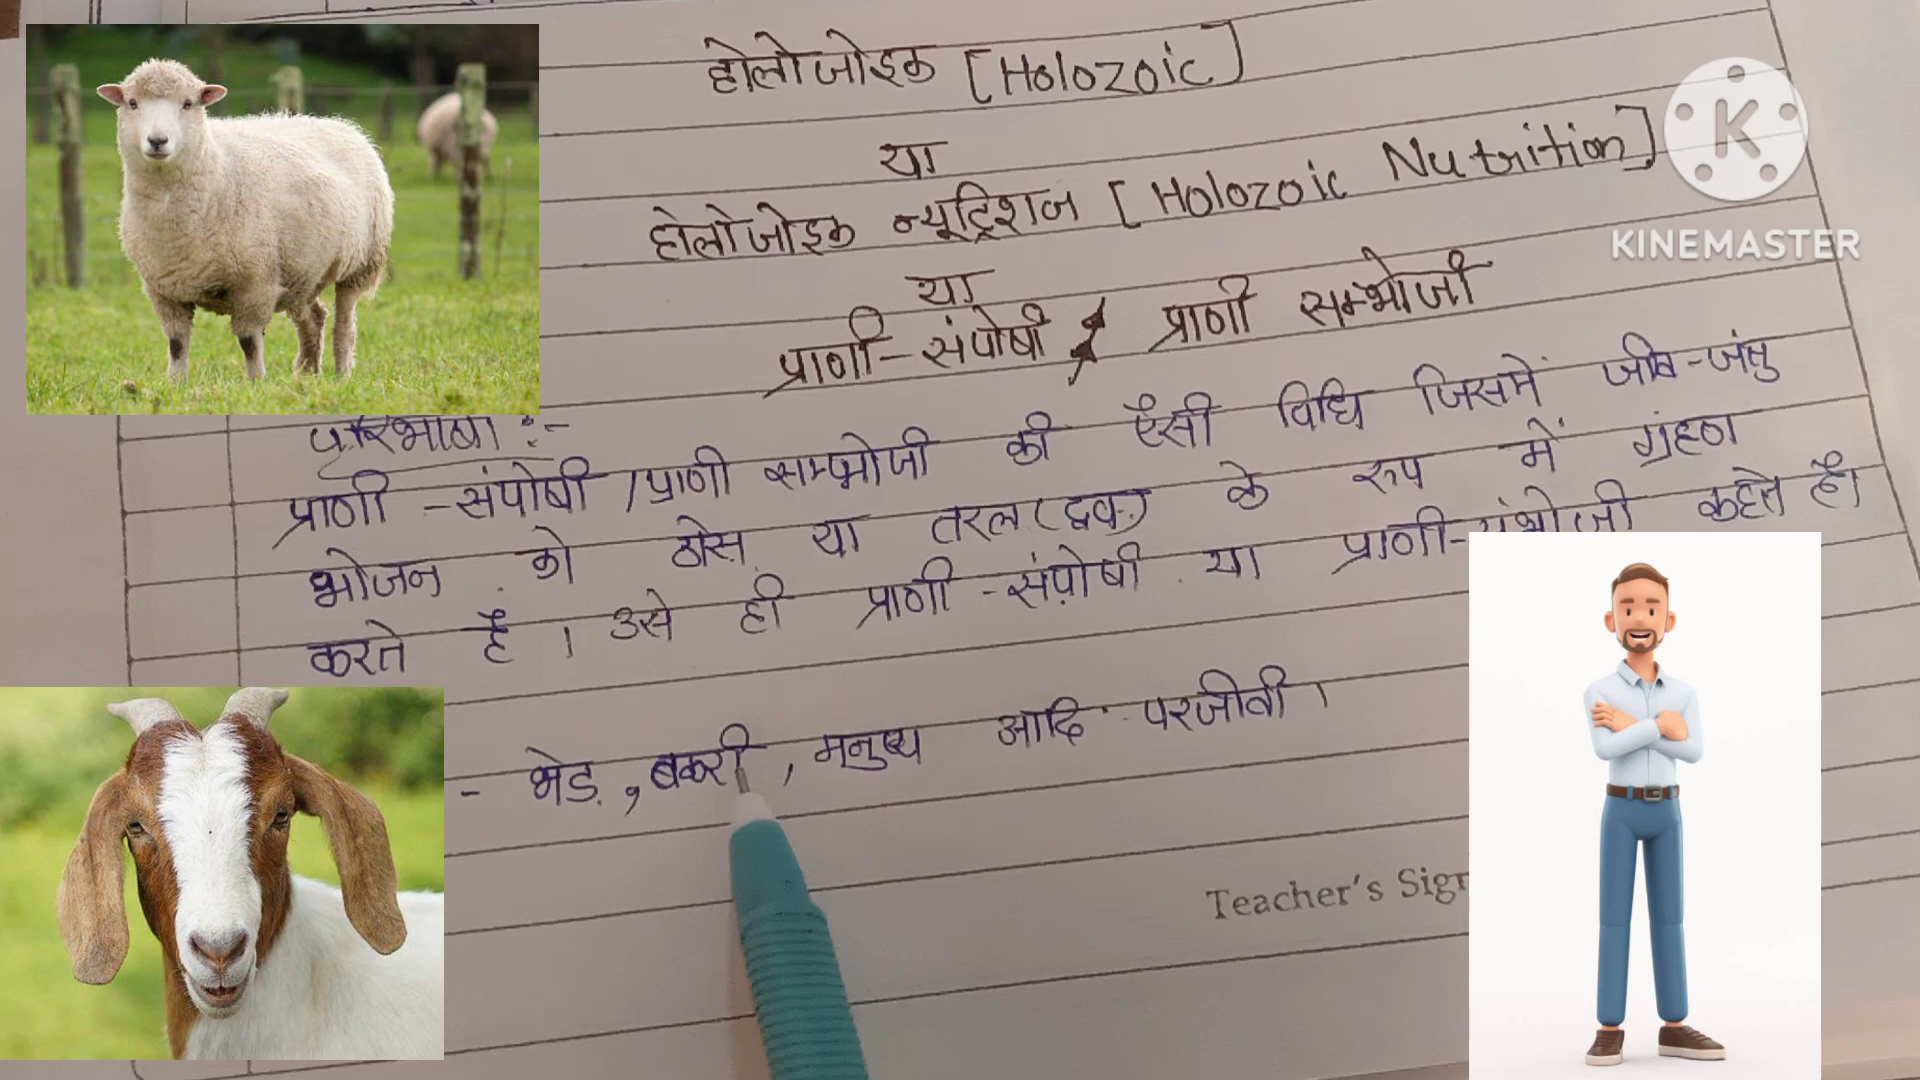 होलोजोइक [Holozoic]
या
होलोजोइक न्यूट्रिशन [Holozoic Nutrition]
या
प्राणी-संपोषी / प्राणी सम्भोजी
परिभाषा :-
प्राणी-संपोषी / प्राणी सम्भोजी की ऐसी विधि जिसमें जीव-जंतु
भोजन को ठोस या तरल (द्रव) के रूप में ग्रहण
करते हैं। उसे ही प्राणी-संपोषी या प्राणी-संभोजी कहते है।
- भेड़, बकरी, मनुष्य आदि परजीवी।
Teacher's Sign
KINEMASTER